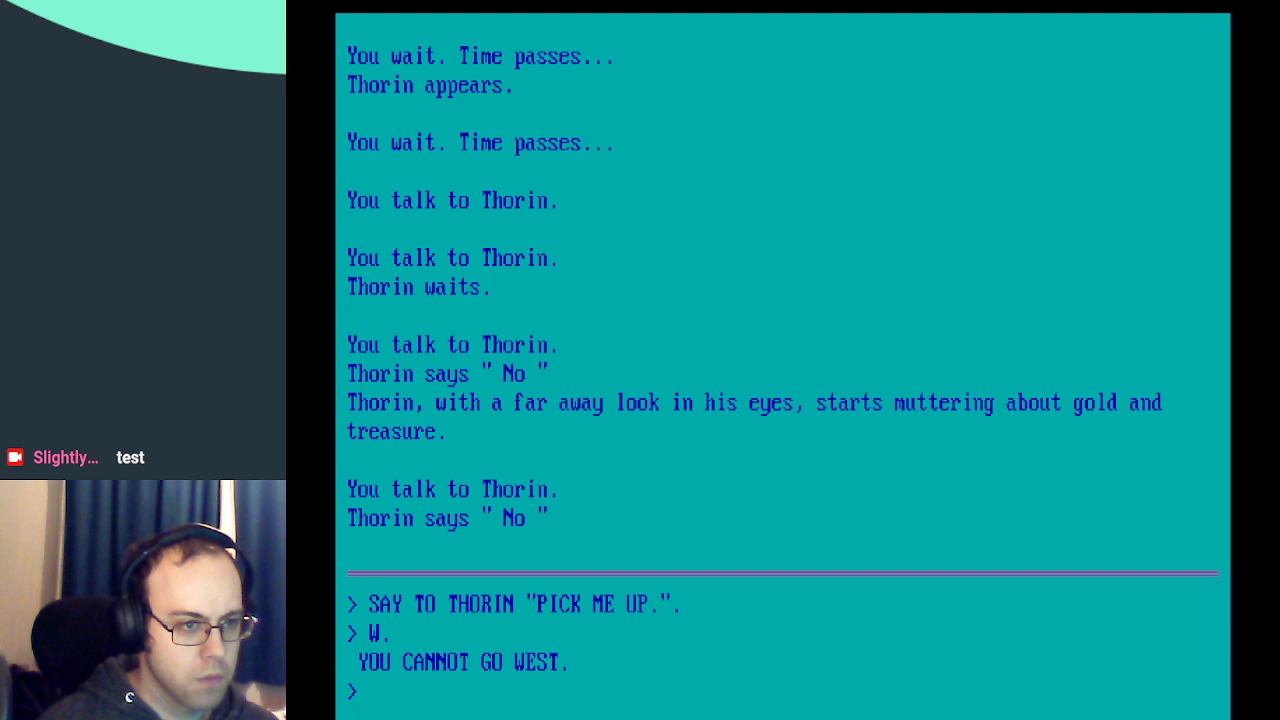 You wait. Time passes...
Thorin appears.
You wait. Time passes...
You talk to Thorin.
You talk to Thorin.
Thorin waits.
You talk to Thorin.
Thorin says " No "
Thorin, with a far away look in his eyes, starts muttering about gold and
treasure.
You talk to Thorin.
Thorin says " No "
Slightly... test
> SAY TO THORIN "PICK ME UP.".
> W.
YOU CANNOT GO WEST.
>